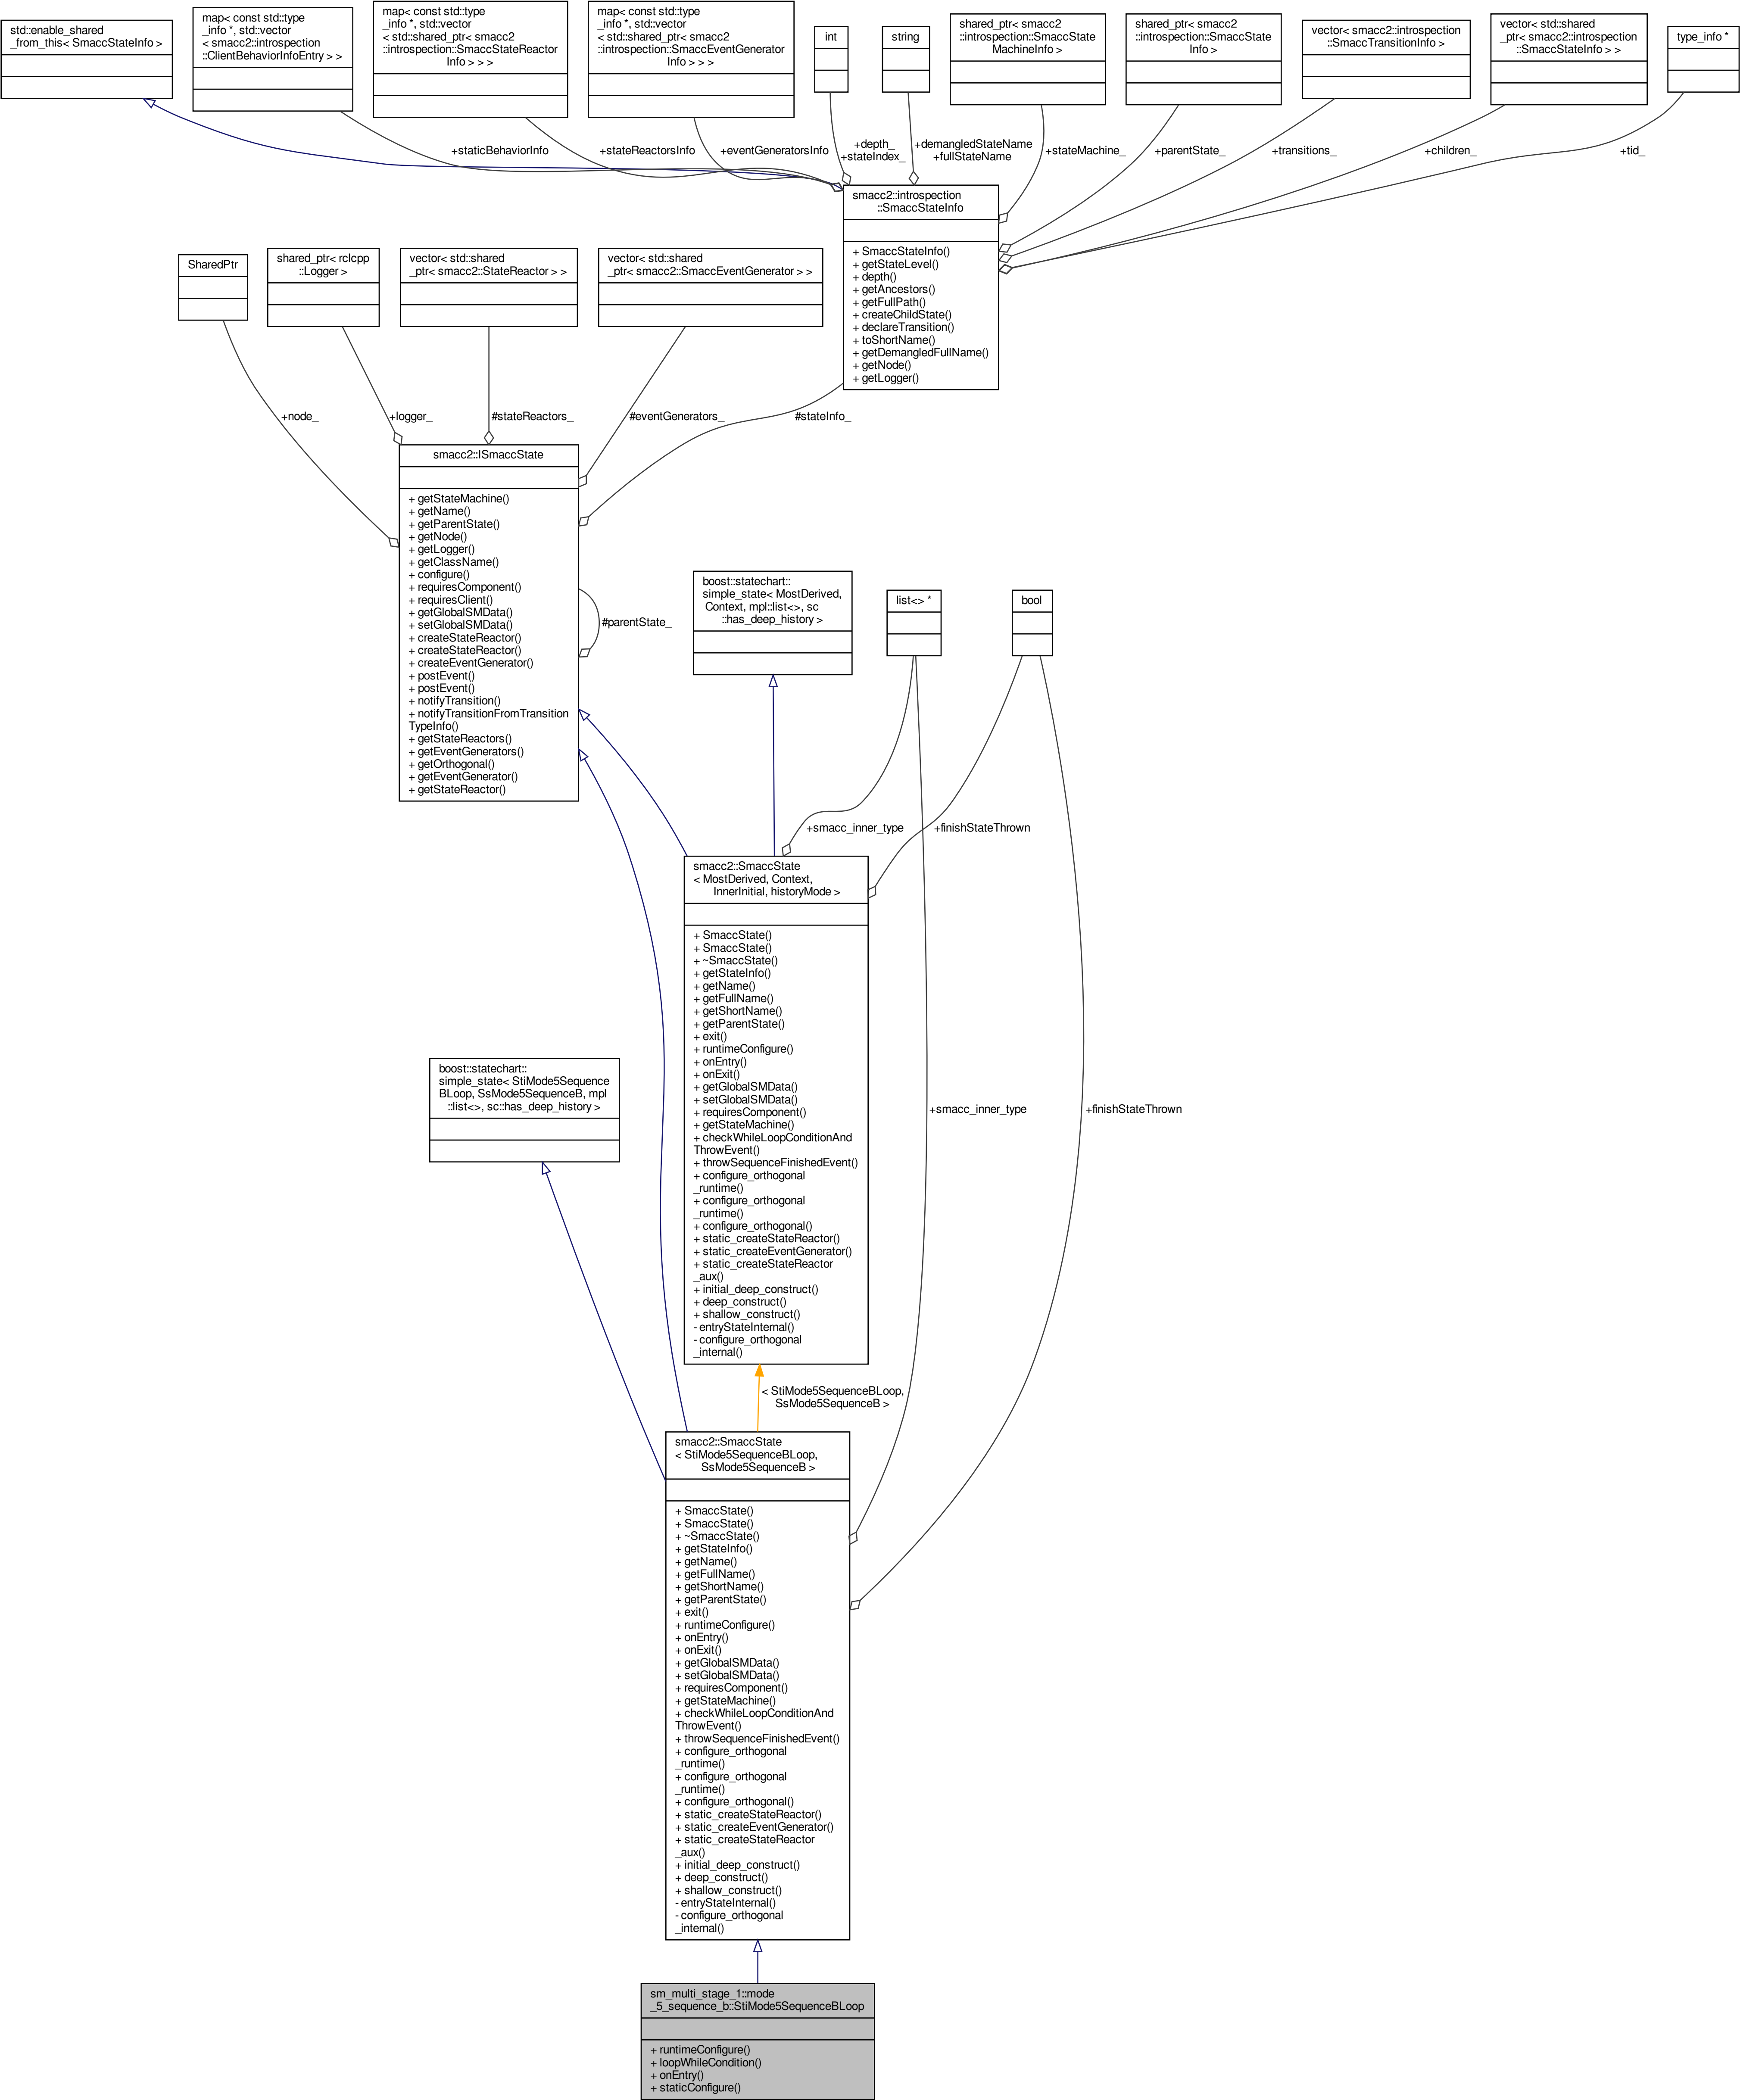 std::enable_shared
_from_this< SmaccStateInfo >
map< const std::type
_info *, std::vector
< smacc2::introspection
::ClientBehaviorInfoEntry > >
map< const std::type
_info *, std::vector
< std::shared_ptr< smacc2
::introspection::SmaccStateReactor
Info > > >
map< const std::type
_info *, std::vector
< std::shared_ptr< smacc2
::introspection::SmaccEventGenerator
Info > > >
int
string
shared_ptr< smacc2
::introspection::SmaccState
MachineInfo >
shared_ptr< smacc2
::introspection::SmaccState
Info >
vector< smacc2::introspection
::SmaccTransitionInfo >
vector< std::shared
_ptr< smacc2::introspection
::SmaccStateInfo > >
type_info *
+staticBehaviorInfo
+stateReactorsInfo
+eventGeneratorsInfo
+depth_
+stateIndex_
+demangledStateName
+fullStateName
+stateMachine_
+parentState_
+transitions_
+children_
+tid_
smacc2::introspection
::SmaccStateInfo
+ SmaccStateInfo()
+ getStateLevel()
+ depth()
+ getAncestors()
+ getFullPath()
+ createChildState()
+ declareTransition()
+ toShortName()
+ getDemangledFullName()
+ getNode()
+ getLogger()
SharedPtr
shared_ptr< rclcpp
::Logger >
vector< std::shared
_ptr< smacc2::StateReactor > >
vector< std::shared
_ptr< smacc2::SmaccEventGenerator > >
+node_
+logger_
#stateReactors_
#eventGenerators_
#stateInfo_
smacc2::ISmaccState
+ getStateMachine()
+ getName()
+ getParentState()
+ getNode()
+ getLogger()
+ getClassName()
+ configure()
+ requiresComponent()
+ requiresClient()
+ getGlobalSMData()
+ setGlobalSMData()
+ createStateReactor()
+ createStateReactor()
+ createEventGenerator()
+ postEvent()
+ postEvent()
+ notifyTransition()
+ notifyTransitionFromTransition
TypeInfo()
+ getStateReactors()
+ getEventGenerators()
+ getOrthogonal()
+ getEventGenerator()
+ getStateReactor()
#parentState_
boost::statechart::
simple_state< MostDerived,
Context, mpl::list<>, sc
::has_deep_history >
list<> *
bool
+smacc_inner_type
+finishStateThrown
smacc2::SmaccState
< MostDerived, Context,
InnerInitial, historyMode >
+ SmaccState()
+ SmaccState()
+ ~SmaccState()
+ getStateInfo()
+ getName()
+ getFullName()
+ getShortName()
+ getParentState()
+ exit()
+ runtimeConfigure()
+ onEntry()
+ onExit()
+ getGlobalSMData()
+ setGlobalSMData()
+ requiresComponent()
+ getStateMachine()
+ checkWhileLoopConditionAnd
ThrowEvent()
+ throwSequenceFinishedEvent()
+ configure_orthogonal
_runtime()
+ configure_orthogonal
_runtime()
+ configure_orthogonal()
+ static_createStateReactor()
+ static_createEventGenerator()
+ static_createStateReactor
_aux()
+ initial_deep_construct()
+ deep_construct()
+ shallow_construct()
- entryStateInternal()
- configure_orthogonal
_internal()
boost::statechart::
simple_state< StiMode5Sequence
BLoop, SsMode5SequenceB, mpl
::list<>, sc::has_deep_history >
+smacc_inner_type
+finishStateThrown
< StiMode5SequenceBLoop,
SsMode5SequenceB >
smacc2::SmaccState
< StiMode5SequenceBLoop,
SsMode5SequenceB >
+ SmaccState()
+ SmaccState()
+ ~SmaccState()
+ getStateInfo()
+ getName()
+ getFullName()
+ getShortName()
+ getParentState()
+ exit()
+ runtimeConfigure()
+ onEntry()
+ onExit()
+ getGlobalSMData()
+ setGlobalSMData()
+ requiresComponent()
+ getStateMachine()
+ checkWhileLoopConditionAnd
ThrowEvent()
+ throwSequenceFinishedEvent()
+ configure_orthogonal
_runtime()
+ configure_orthogonal
_runtime()
+ configure_orthogonal()
+ static_createStateReactor()
+ static_createEventGenerator()
+ static_createStateReactor
_aux()
+ initial_deep_construct()
+ deep_construct()
+ shallow_construct()
- entryStateInternal()
- configure_orthogonal
_internal()
sm_multi_stage_1::mode
_5_sequence_b::StiMode5SequenceBLoop
+ runtimeConfigure()
+ loopWhileCondition()
+ onEntry()
+ staticConfigure()